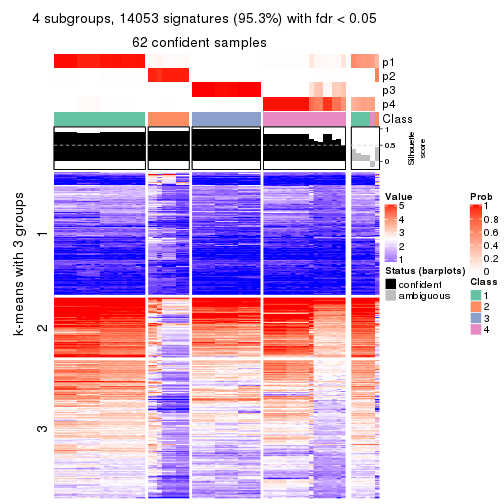 4 subgroups, 14053 signatures (95.3%) with fdr < 0.05
62 confident samples
p1
p2
p3
p4
Class
1
0.5
0
Silhouette
score
k-means with 3 groups
1
2
3
Value
5
4
3
2
1
Status (barplots)
confident
ambiguous
Prob
1
0.8
0.6
0.4
0.2
0
Class
1
2
3
4